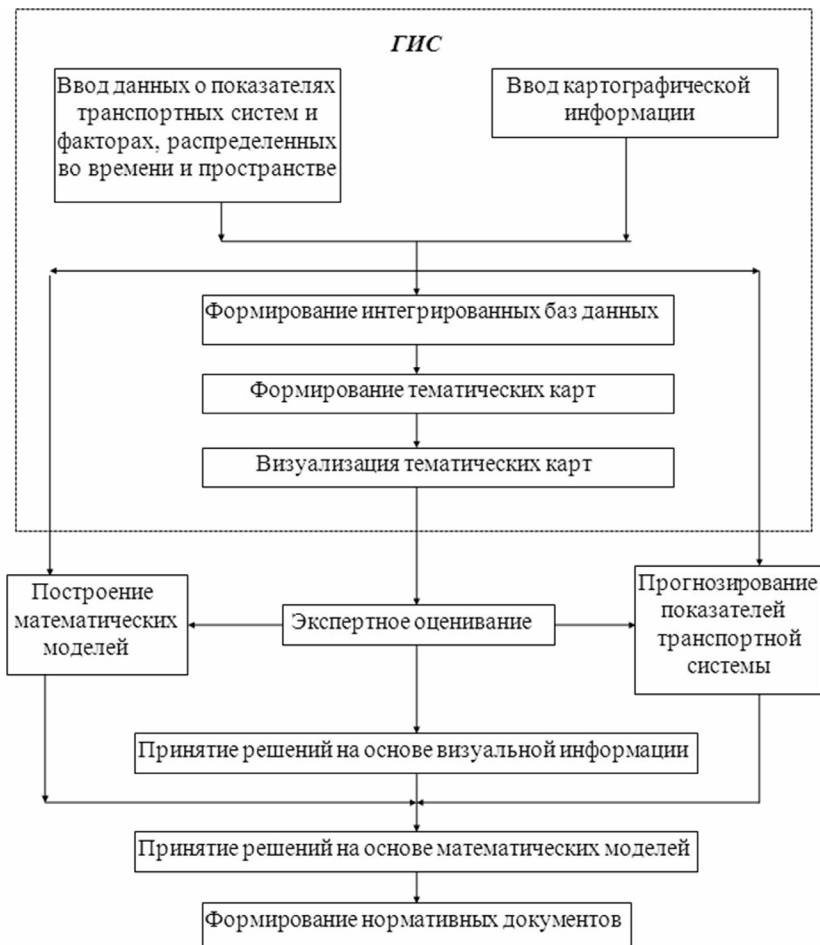 ГИС
Ввод данных о показателях
транспортных систем и
факторах, распределенных
во времени и пространстве
Ввод картографической
информации
Формирование интегрированных баз данных
Формирование тематических карт
Визуализация тематических карт
Построение
математических
моделей
Экспертное оценивание
Прогнозирование
показателей
транспортной
системы
Принятие решений на основе визуальной информации
Принятие решений на основе математических моделей
Формирование нормативных документов